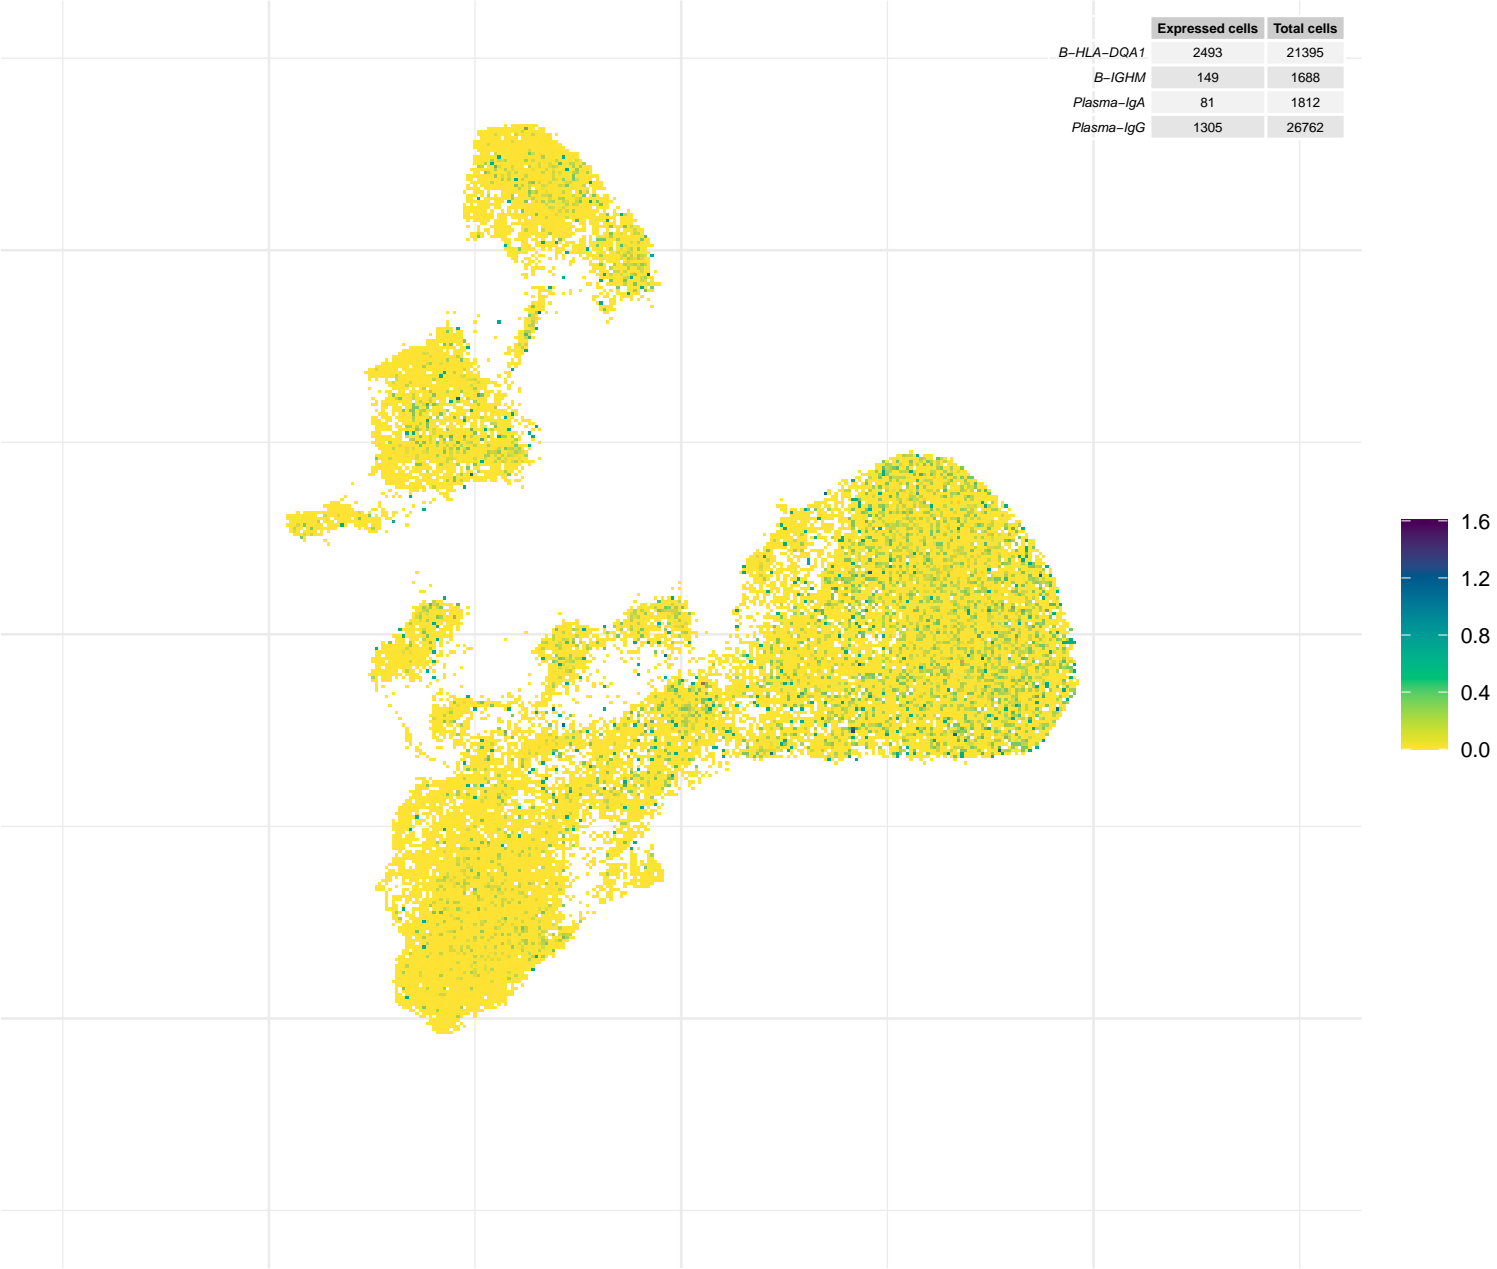 Expressed cells Total cells
B−HLA−DQA1 2493 21395
B−IGHM 149 1688
Plasma−IgA 81 1812
Plasma−IgG 1305 26762
1.6
1.2
0.8
0.4
0.0